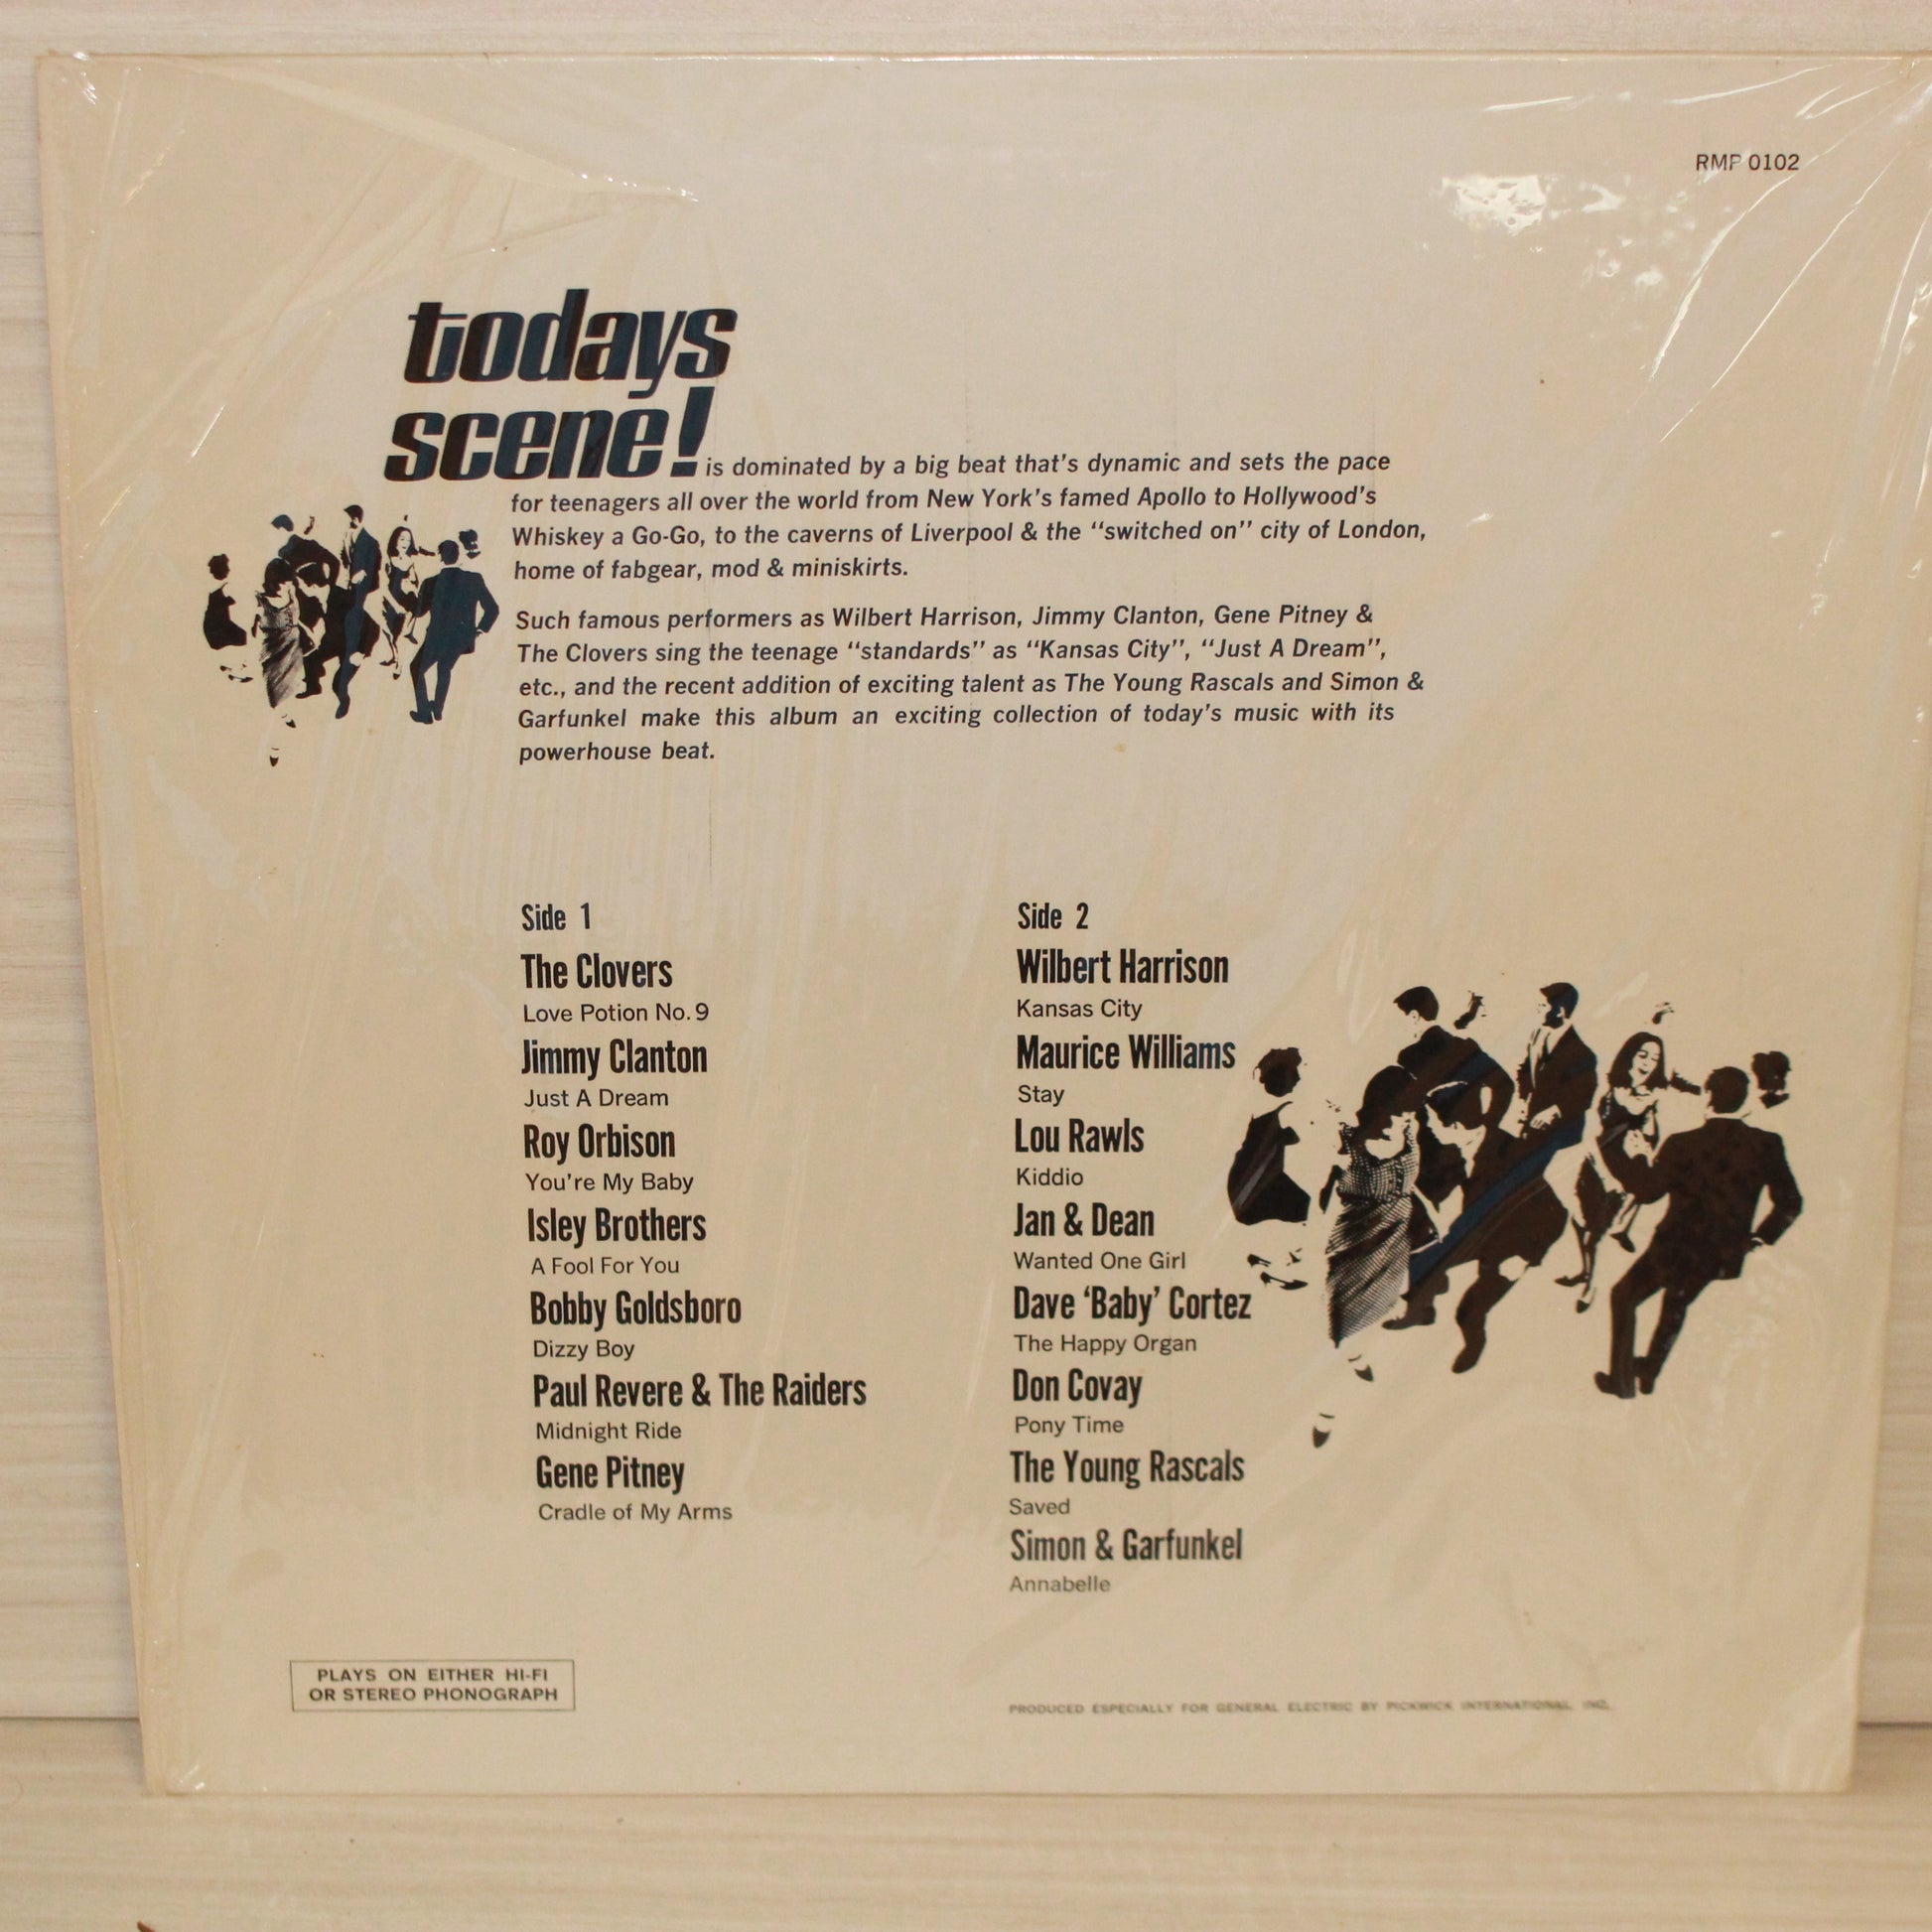 RMP 0102
todays
scene! is dominated by a big beat that's dynamic and sets the pace
for teenagers all over the world from New York's famed Apollo to Hollywood's
Whiskey a Go-Go, to the caverns of Liverpool & the "switched on" city of London,
home of fabgear, mod & miniskirts.
Such famous performers as Wilbert Harrison, Jimmy Clanton, Gene Pitney &
The Clovers sing the teenage "standards" as "Kansas City", "Just A Dream",
etc., and the recent addition of exciting talent as The Young Rascals and Simon &
Garfunkel make this album an exciting collection of today's music with its
powerhouse beat.
Side 1
The Clovers
Love Potion No. 9
Jimmy Clanton
Just A Dream
Roy Orbison
You're My Baby
Isley Brothers
A Fool For You
Bobby Goldsboro
Dizzy Boy
Paul Revere & The Raiders
Midnight Ride
Gene Pitney
Cradle of My Arms
Side 2
Wilbert Harrison
Kansas City
Maurice Williams
Stay
Lou Rawls
Kiddio
Jan & Dean
Wanted One Girl
Dave 'Baby' Cortez
The Happy Organ
Don Covay
Pony Time
The Young Rascals
Saved
Simon & Garfunkel
Annabelle
PLAYS ON EITHER HI-FI
OR STEREO PHONOGRAPH
PRODUCED ESPECIALLY FOR GENERAL ELECTRIC BY PICKWICK INTERNATIONAL, INC.